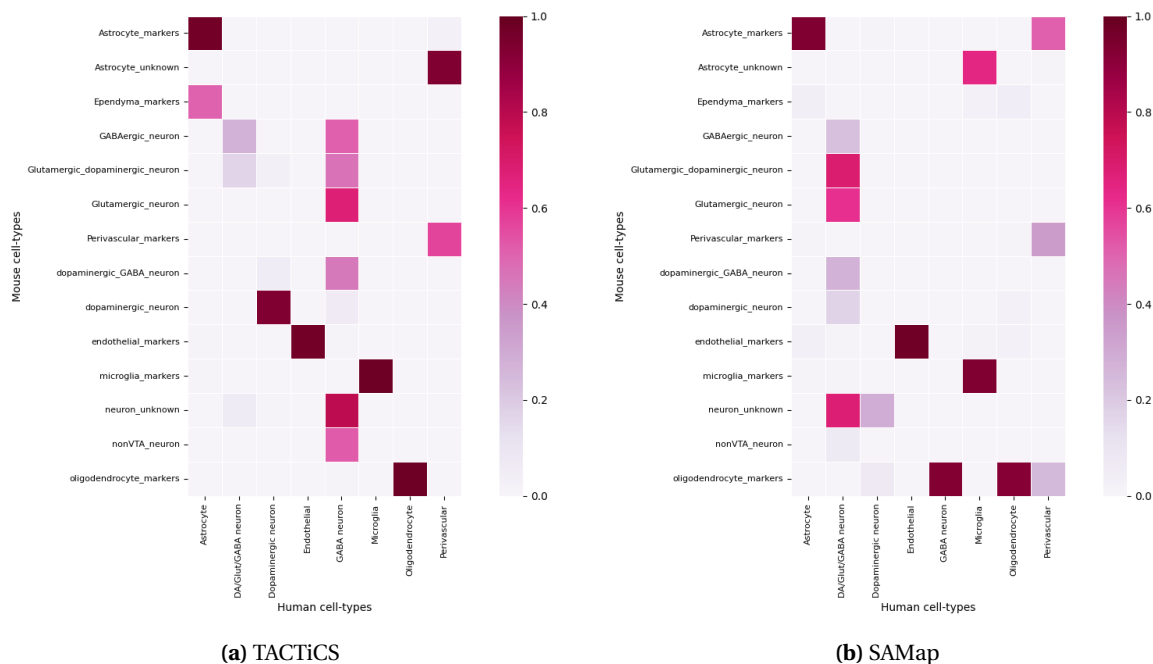 Mouse cell-types
Astrocyte_markers
Astrocyte_unknown
Ependyma_markers
GABAergic_neuron
Glutamergic_dopaminergic_neuron
Glutamergic_neuron
Perivascular_markers
dopaminergic_GABA_neuron
dopaminergic_neuron
endothelial_markers
microglia_markers
neuron_unknown
nonVTA_neuron
oligodendrocyte_markers
Astrocyte
DA/Glut/GABA neuron
Dopaminergic neuron
Endothelial
GABA neuron
Microglia
Oligodendrocyte
Perivascular
Human cell-types
1.0
0.8
0.6
0.4
0.2
0.0
(a) TACTiCS
Mouse cell-types
Astrocyte_markers
Astrocyte_unknown
Ependyma_markers
GABAergic_neuron
Glutamergic_dopaminergic_neuron
Glutamergic_neuron
Perivascular_markers
dopaminergic_GABA_neuron
dopaminergic_neuron
endothelial_markers
microglia_markers
neuron_unknown
nonVTA_neuron
oligodendrocyte_markers
Astrocyte
DA/Glut/GABA neuron
Dopaminergic neuron
Endothelial
GABA neuron
Microglia
Oligodendrocyte
Perivascular
Human cell-types
1.0
0.8
0.6
0.4
0.2
0.0
(b) SAMap